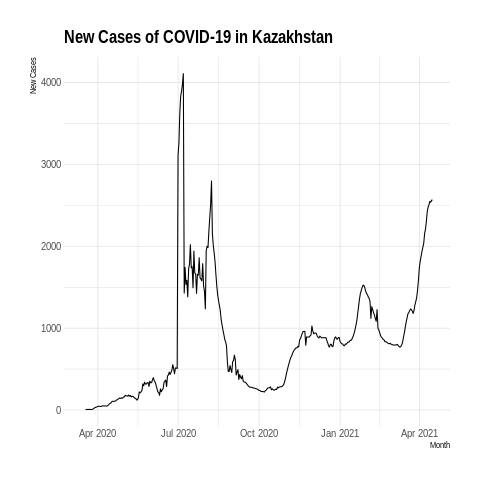 New Cases of COVID-19 in Kazakhstan
New Cases
4000
3000
2000
1000
0
Apr 2020
Jul 2020
Oct 2020
Jan 2021
Apr 2021
Month